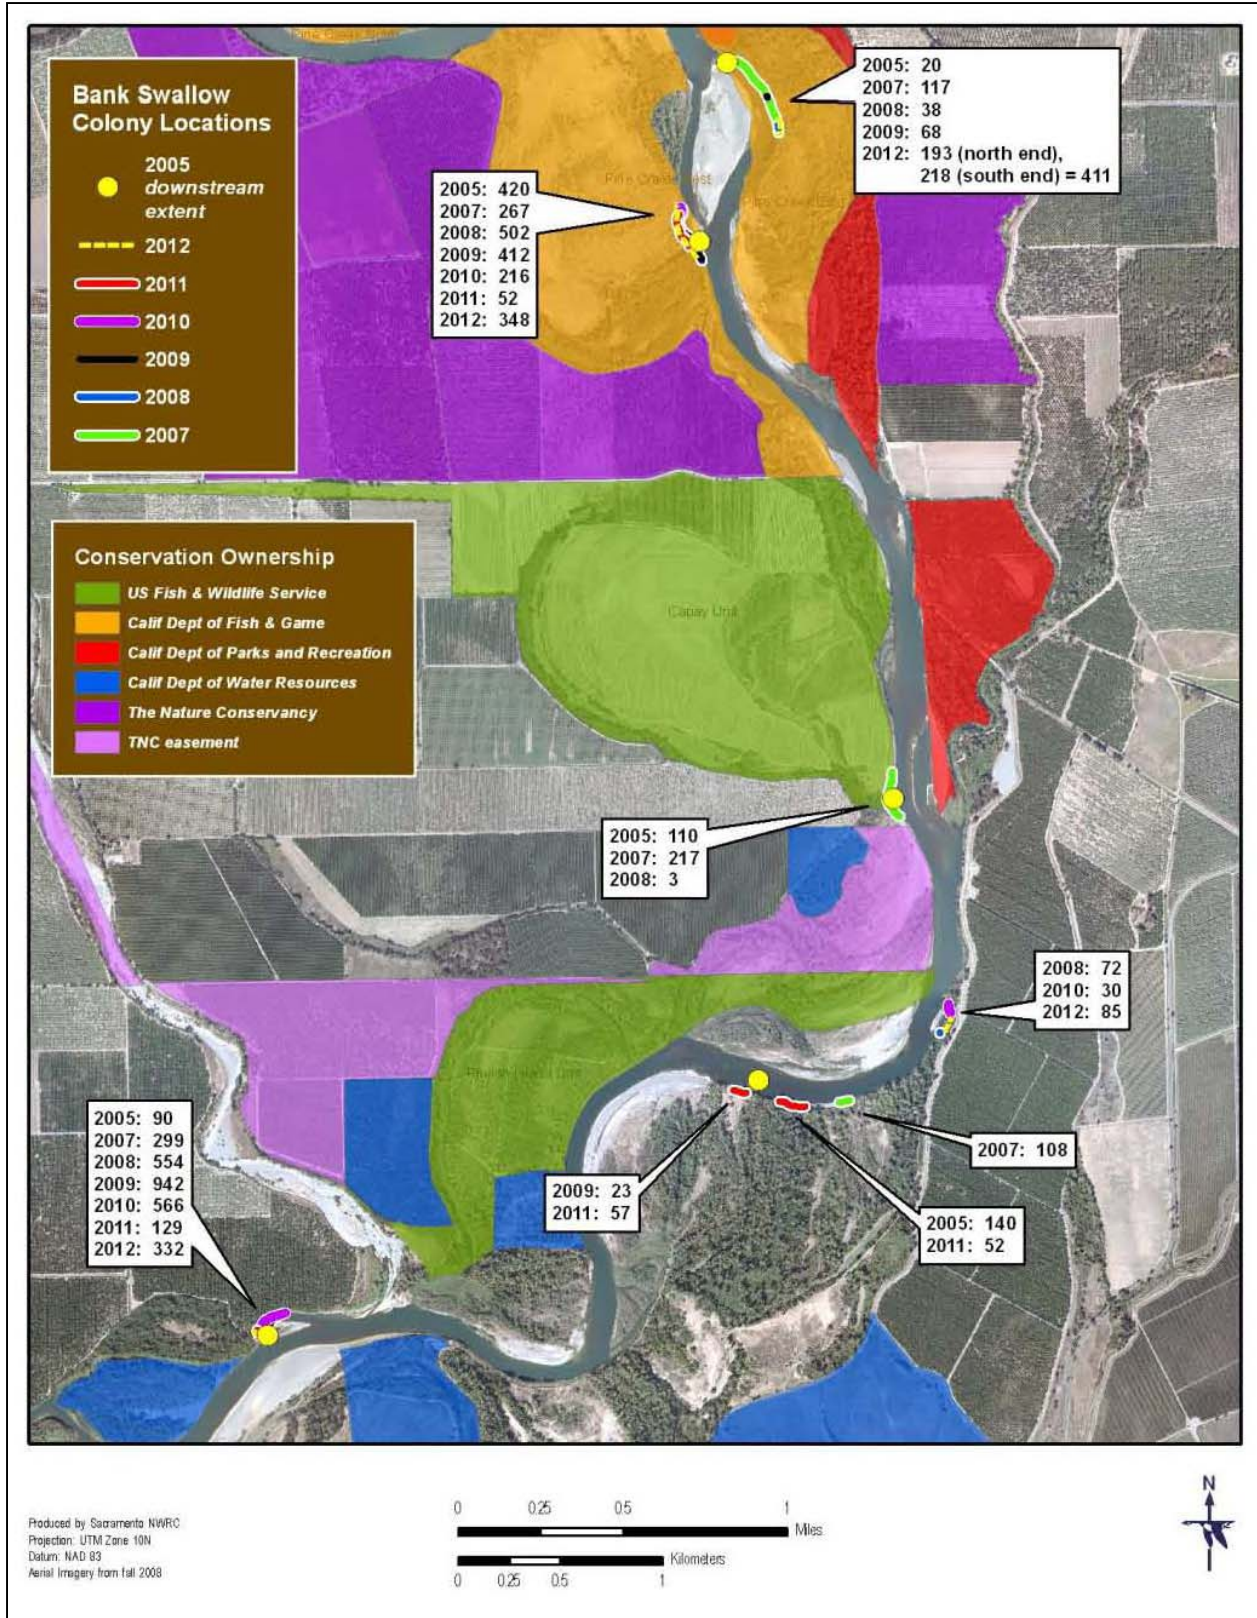 Pine Creek West
Pine Creek East
Capay Unit
Bank Swallow
Colony Locations
2005
downstream
extent
2012
2011
2010
2009
2008
2007
2005: 20
2007: 117
2008: 38
2009: 68
2012: 193 (north end),
218 (south end) = 411
2005: 420
2007: 267
2008: 502
2009: 412
2010: 216
2011: 52
2012: 348
Conservation Ownership
US Fish & Wildlife Service
Calif Dept of Fish & Game
Calif Dept of Parks and Recreation
Calif Dept of Water Resources
The Nature Conservancy
TNC easement
2005: 110
2007: 217
2008: 3
2008: 72
2010: 30
2012: 85
2005: 90
2007: 299
2008: 554
2009: 942
2010: 566
2011: 129
2012: 332
2007: 108
2009: 23
2011: 57
2005: 140
2011: 52
Produced by Sacramento NWRC
Projection: UTM Zone 10N
Datum: NAD 83
Aerial Imagery from fall 2008
0 0.25 0.5 1
Miles
Kilometers
0 0.25 0.5 1
N